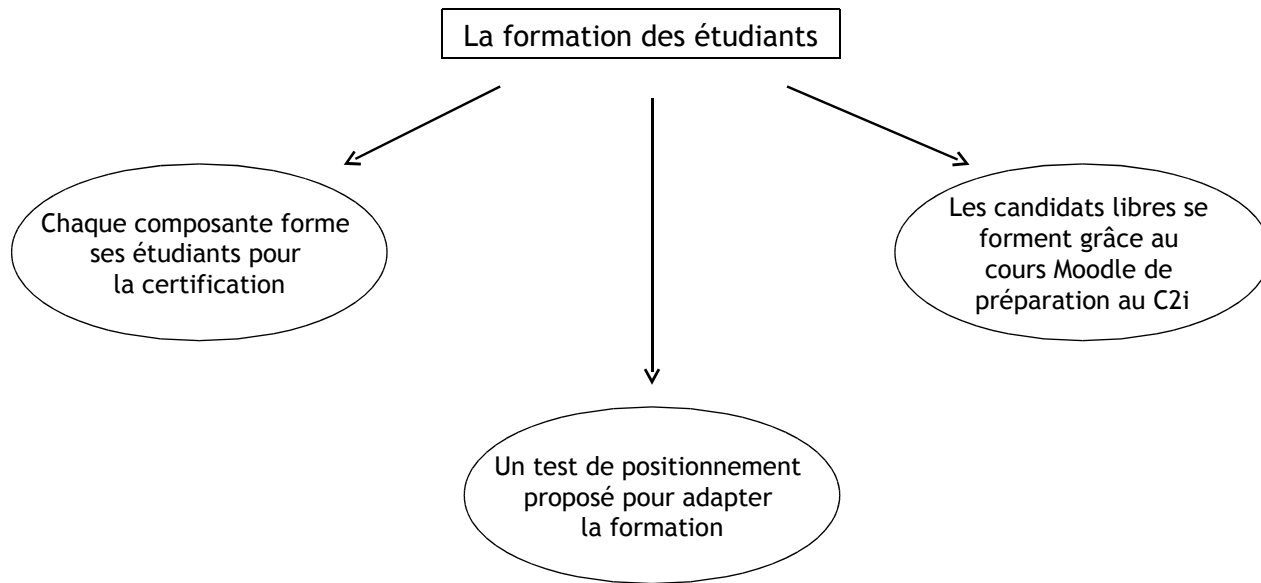 La formation des étudiants
Chaque composante forme
ses étudiants pour
la certification
Les candidats libres se
forment grâce au
cours Moodle de
préparation au C2i
Un test de positionnement
proposé pour adapter
la formation